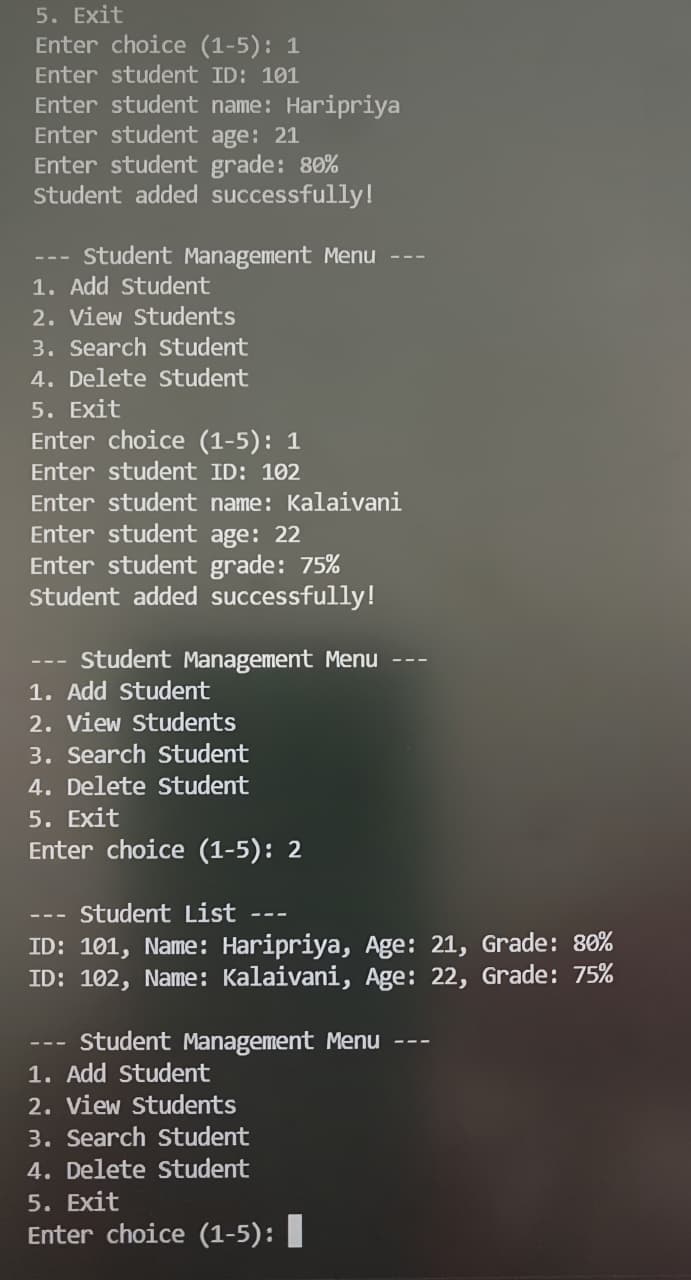 5. Exit
Enter choice (1-5): 1
Enter student ID: 101
Enter student name: Haripriya
Enter student age: 21
Enter student grade: 80%
Student added successfully!
--- Student Management Menu ---
1. Add Student
2. View Students
3. Search Student
4. Delete Student
5. Exit
Enter choice (1-5): 1
Enter student ID: 102
Enter student name: Kalaivani
Enter student age: 22
Enter student grade: 75%
Student added successfully!
--- Student Management Menu ---
1. Add Student
2. View Students
3. Search Student
4. Delete Student
5. Exit
Enter choice (1-5): 2
--- Student List ---
ID: 101, Name: Haripriya, Age: 21, Grade: 80%
ID: 102, Name: Kalaivani, Age: 22, Grade: 75%
--- Student Management Menu ---
1. Add Student
2. View Students
3. Search Student
4. Delete Student
5. Exit
Enter choice (1-5):